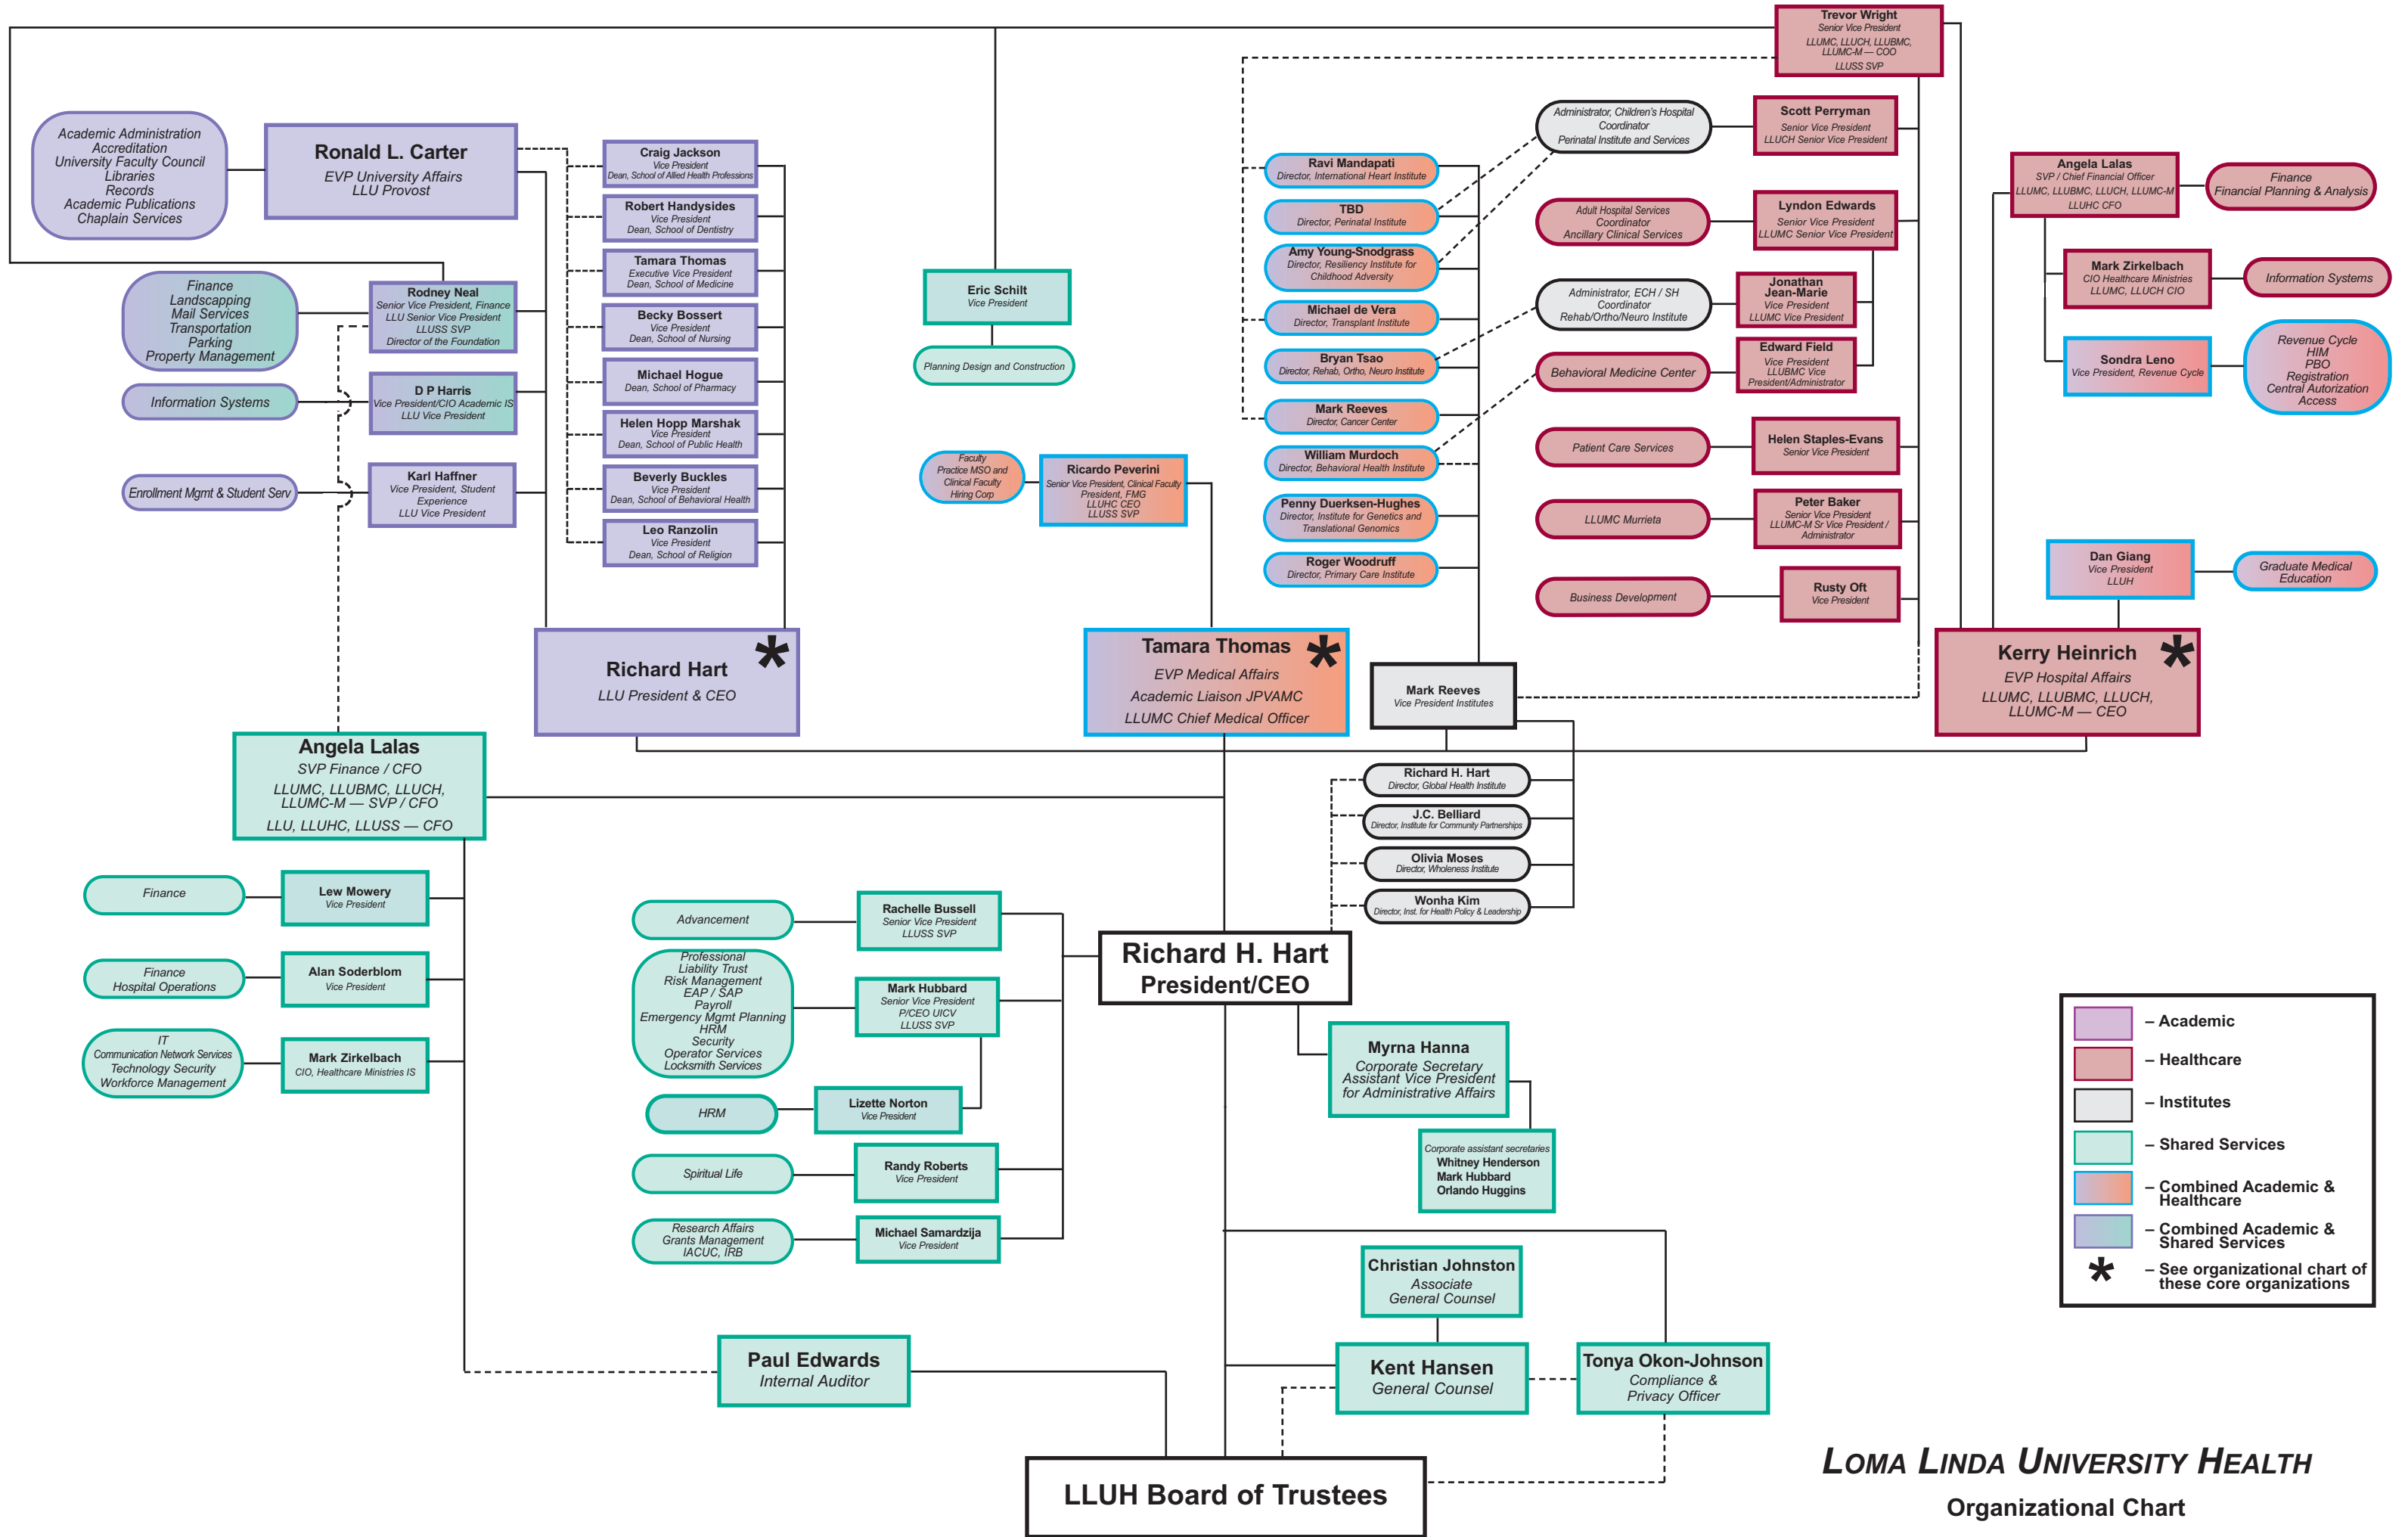 Trevor Wright
Senior Vice President
LLUMC, LLUCH, LLUBMC,
LLUMC-M — COO
LLUSS SVP
Academic Administration
Accreditation
University Faculty Council
Libraries
Records
Academic Publications
Chaplain Services
Ronald L. Carter
EVP University Affairs
LLU Provost
Finance
Landscapping
Mail Services
Transportation
Parking
Property Management
Rodney Neal
Senior Vice President, Finance
LLU Senior Vice President
LLUSS SVP
Director of the Foundation
Information Systems
D P Harris
Vice President/CIO Academic IS
LLU Vice President
Enrollment Mgmt & Student Serv
Karl Haffner
Vice President, Student
Experience
LLU Vice President
Craig Jackson
Vice President
Dean, School of Allied Health Professions
Robert Handysides
Vice President
Dean, School of Dentistry
Tamara Thomas
Executive Vice President
Dean, School of Medicine
Becky Bossert
Vice President
Dean, School of Nursing
Michael Hogue
Dean, School of Pharmacy
Helen Hopp Marshak
Vice President
Dean, School of Public Health
Beverly Buckles
Vice President
Dean, School of Behavioral Health
Leo Ranzolin
Vice President
Dean, School of Religion
Eric Schilt
Vice President
Planning Design and Construction
Faculty
Practice MSO and
Clinical Faculty
Hiring Corp
Ricardo Peverini
Senior Vice President, Clinical Faculty
President, FMG
LLUHC CEO
LLUSS SVP
Ravi Mandapati
Director, International Heart Institute
TBD
Director, Perinatal Institute
Amy Young-Snodgrass
Director, Resiliency Institute for
Childhood Adversity
Michael de Vera
Director, Transplant Institute
Bryan Tsao
Director, Rehab, Ortho, Neuro Institute
Mark Reeves
Director, Cancer Center
William Murdoch
Director, Behavioral Health Institute
Penny Duerksen-Hughes
Director, Institute for Genetics and
Translational Genomics
Roger Woodruff
Director, Primary Care Institute
Administrator, Children's Hospital
Coordinator
Perinatal Institute and Services
Scott Perryman
Senior Vice President
LLUCH Senior Vice President
Adult Hospital Services
Coordinator
Ancillary Clinical Services
Lyndon Edwards
Senior Vice President
LLUMC Senior Vice President
Administrator, ECH / SH
Coordinator
Rehab/Ortho/Neuro Institute
Jonathan
Jean-Marie
Vice President
LLUMC Vice President
Behavioral Medicine Center
Edward Field
Vice President
LLUBMC Vice
President/Administrator
Patient Care Services
Helen Staples-Evans
Senior Vice President
LLUMC Murrieta
Peter Baker
Senior Vice President
LLUMC-M Sr Vice President /
Administrator
Business Development
Rusty Oft
Vice President
Angela Lalas
SVP / Chief Financial Officer
LLUMC, LLUBMC, LLUCH, LLUMC-M
LLUHC CFO
Finance
Financial Planning & Analysis
Mark Zirkelbach
CIO Healthcare Ministries
LLUMC, LLUCH CIO
Information Systems
Sondra Leno
Vice President, Revenue Cycle
Revenue Cycle
HIM
PBO
Registration
Central Autorization
Access
Dan Giang
Vice President
LLUH
Graduate Medical
Education
Richard Hart
LLU President & CEO
*
Tamara Thomas
EVP Medical Affairs
Academic Liaison JPVAMC
LLUMC Chief Medical Officer
*
Mark Reeves
Vice President Institutes
Kerry Heinrich
EVP Hospital Affairs
LLUMC, LLUBMC, LLUCH,
LLUMC-M — CEO
*
Angela Lalas
SVP Finance / CFO
LLUMC, LLUBMC, LLUCH,
LLUMC-M — SVP / CFO
LLU, LLUHC, LLUSS — CFO
Richard H. Hart
Director, Global Health Institute
J.C. Belliard
Director, Institute for Community Partnerships
Olivia Moses
Director, Wholeness Institute
Wonha Kim
Director, Inst. for Health Policy & Leadership
Finance
Lew Mowery
Vice President
Finance
Hospital Operations
Alan Soderblom
Vice President
IT
Communication Network Services
Technology Security
Workforce Management
Mark Zirkelbach
CIO, Healthcare Ministries IS
Advancement
Rachelle Bussell
Senior Vice President
LLUSS SVP
Professional
Liability Trust
Risk Management
EAP / SAP
Payroll
Emergency Mgmt Planning
HRM
Security
Operator Services
Locksmith Services
Mark Hubbard
Senior Vice President
P/CEO UICV
LLUSS SVP
HRM
Lizette Norton
Vice President
Spiritual Life
Randy Roberts
Vice President
Research Affairs
Grants Management
IACUC, IRB
Michael Samardzija
Vice President
Richard H. Hart
President/CEO
Myrna Hanna
Corporate Secretary
Assistant Vice President
for Administrative Affairs
Corporate assistant secretaries
Whitney Henderson
Mark Hubbard
Orlando Huggins
Christian Johnston
Associate
General Counsel
Paul Edwards
Internal Auditor
Kent Hansen
General Counsel
Tonya Okon-Johnson
Compliance &
Privacy Officer
LLUH Board of Trustees
– Academic
– Healthcare
– Institutes
– Shared Services
– Combined Academic &
Healthcare
– Combined Academic &
Shared Services
* – See organizational chart of
these core organizations
LOMA LINDA UNIVERSITY HEALTH
Organizational Chart